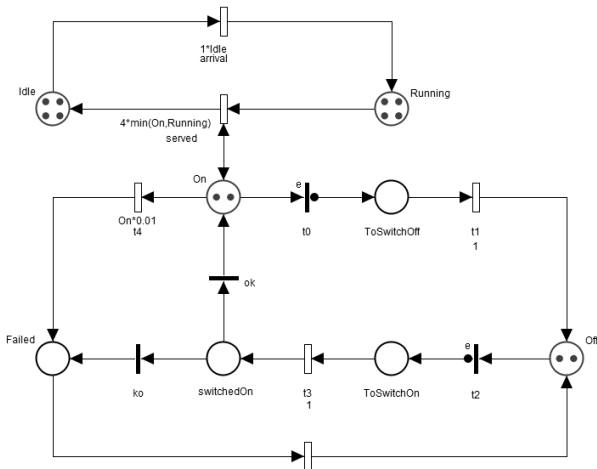 1*Idle
arrival
Idle
Running
4*min(On,Running)
served
On
e
On*0.01
t4
t0
ToSwitchOff
t1
1
ok
Failed
e
Off
ko
switchedOn
t3
1
ToSwitchOn
t2